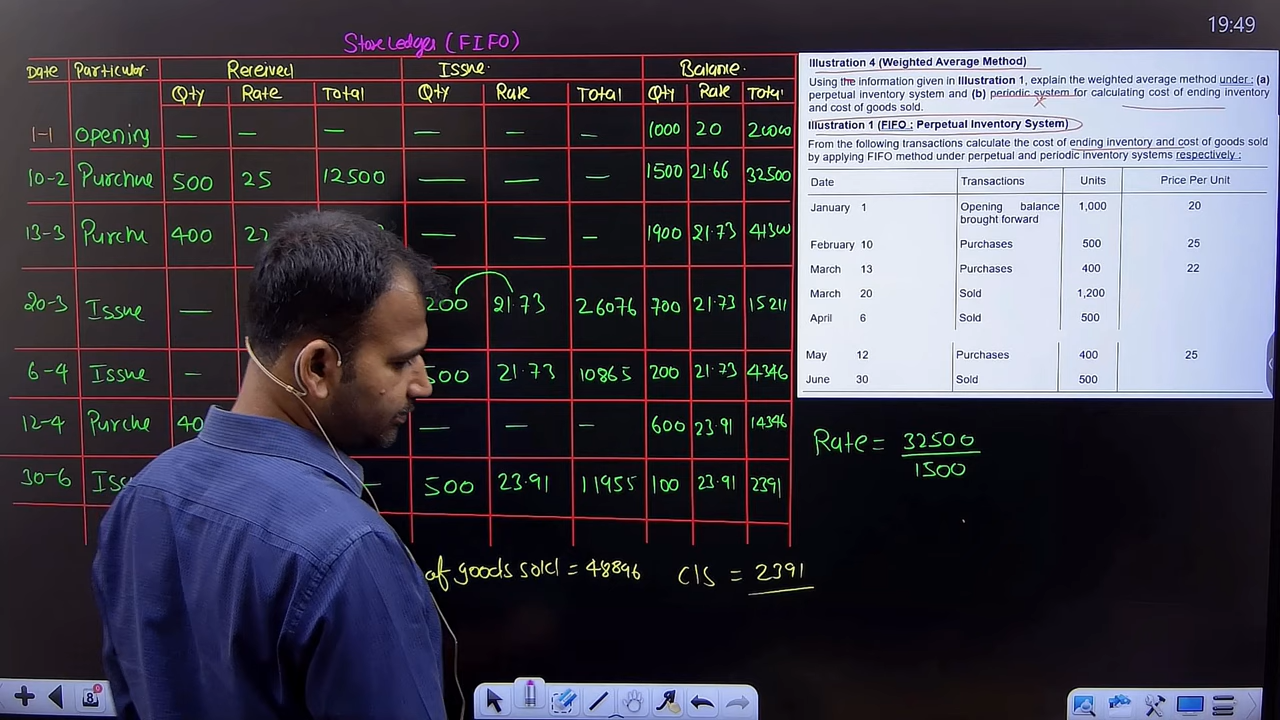 19:49
Store Ledger (FIFO)
Date Particular Received Issue Balance
Qty Rate Total Qty Rate Total Qty Rate Total
1-1 opening — — — — — — 1000 20 20000
10-2 Purchase 500 25 12500 — — — 1500 21.66 32500
13-3 Purche 400 22 — — — 1900 21.73 41300
20-3 Issue — 200 21.73 26076 700 21.73 15211
6-4 Issue — 500 21.73 10865 200 21.73 4346
12-4 Purche 40 — — — 600 23.91 14346
30-6 Iss — 500 23.91 11955 100 23.91 2391
of goods sold = 48896 C/S = 2391
Illustration 4 (Weighted Average Method)
Using the information given in Illustration 1, explain the weighted average method under : (a)
perpetual inventory system and (b) periodic system for calculating cost of ending inventory
and cost of goods sold.
Illustration 1 (FIFO : Perpetual Inventory System)
From the following transactions calculate the cost of ending inventory and cost of goods sold
by applying FIFO method under perpetual and periodic inventory systems respectively :
Date Transactions Units Price Per Unit
January 1 Opening balance 1,000 20
brought forward
February 10 Purchases 500 25
March 13 Purchases 400 22
March 20 Sold 1,200
April 6 Sold 500
May 12 Purchases 400 25
June 30 Sold 500
Rate = 32500
1500
8